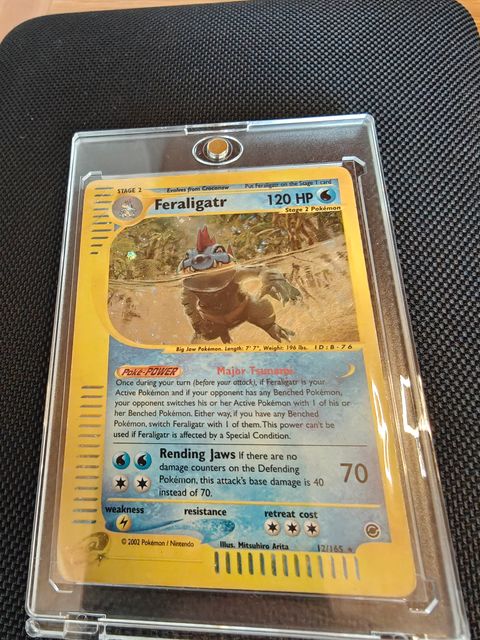 STAGE 2 Evolves from Croconaw Put Feraligatr on the Stage 1 card
Feraligatr 120 HP
Stage 2 Pokémon
Big Jaw Pokémon. Length: 7' 7", Weight: 196 lbs. ID: B-76
Poké-POWER Major Tsunami
Once during your turn (before your attack), if Feraligatr is your
Active Pokémon and if your opponent has any Benched Pokémon,
your opponent switches his or her Active Pokémon with 1 of his or
her Benched Pokémon. Either way, if you have any Benched
Pokémon, switch Feraligatr with 1 of them. This power can't be
used if Feraligatr is affected by a Special Condition.
Rending Jaws If there are no
damage counters on the Defending
Pokémon, this attack's base damage is 40
instead of 70.
70
weakness resistance retreat cost
© 2002 Pokémon / Nintendo Illus. Mitsuhiro Arita 12/165